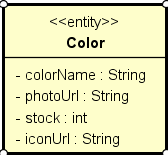 <<entity>>
Color
- colorName : String
- photoUrl : String
- stock : int
- iconUrl : String